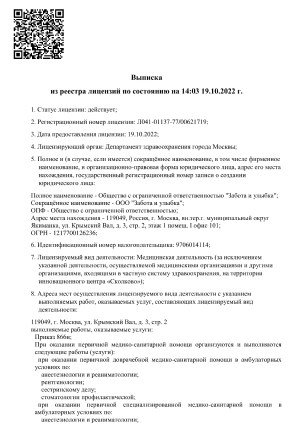 Выписка
из реестра лицензий по состоянию на 14:03 19.10.2022 г.
1. Статус лицензии: действует;
2. Регистрационный номер лицензии: Л041-01137-77/00621719;
3. Дата предоставления лицензии: 19.10.2022;
4. Лицензирующий орган: Департамент здравоохранения города Москвы;
5. Полное и (в случае, если имеется) сокращённое наименование, в том числе фирменное
наименование, и организационно-правовая форма юридического лица, адрес его места
нахождения, государственный регистрационный номер записи о создании
юридического лица:
Полное наименование - Общество с ограниченной ответственностью "Забота и улыбка";
Сокращённое наименование - ООО "Забота и улыбка";
ОПФ - Общество с ограниченной ответственностью;
Адрес места нахождения - 119049, Россия, г. Москва, вн.тер.г. муниципальный округ
Якиманка, ул. Крымский Вал, д. 3, стр. 2, этаж 1 помещ. I офис 101;
ОГРН - 1217700126236;
6. Идентификационный номер налогоплательщика: 9706014114;
7. Лицензируемый вид деятельности: Медицинская деятельность (за исключением
указанной деятельности, осуществляемой медицинскими организациями и другими
организациями, входящими в частную систему здравоохранения, на территории
инновационного центра «Сколково»);
8. Адреса мест осуществления лицензируемого вида деятельности с указанием
выполняемых работ, оказываемых услуг, составляющих лицензируемый вид
деятельности:
119049, г. Москва, ул. Крымский Вал, д. 3, стр. 2
выполняемые работы, оказываемые услуги:
Приказ 866н;
При оказании первичной медико-санитарной помощи организуются и выполняются
следующие работы (услуги):
при оказании первичной доврачебной медико-санитарной помощи в амбулаторных
условиях по:
анестезиологии и реаниматологии;
рентгенологии;
сестринскому делу;
стоматологии профилактической;
при оказании первичной специализированной медико-санитарной помощи в
амбулаторных условиях по:
анестезиологии и реаниматологии;